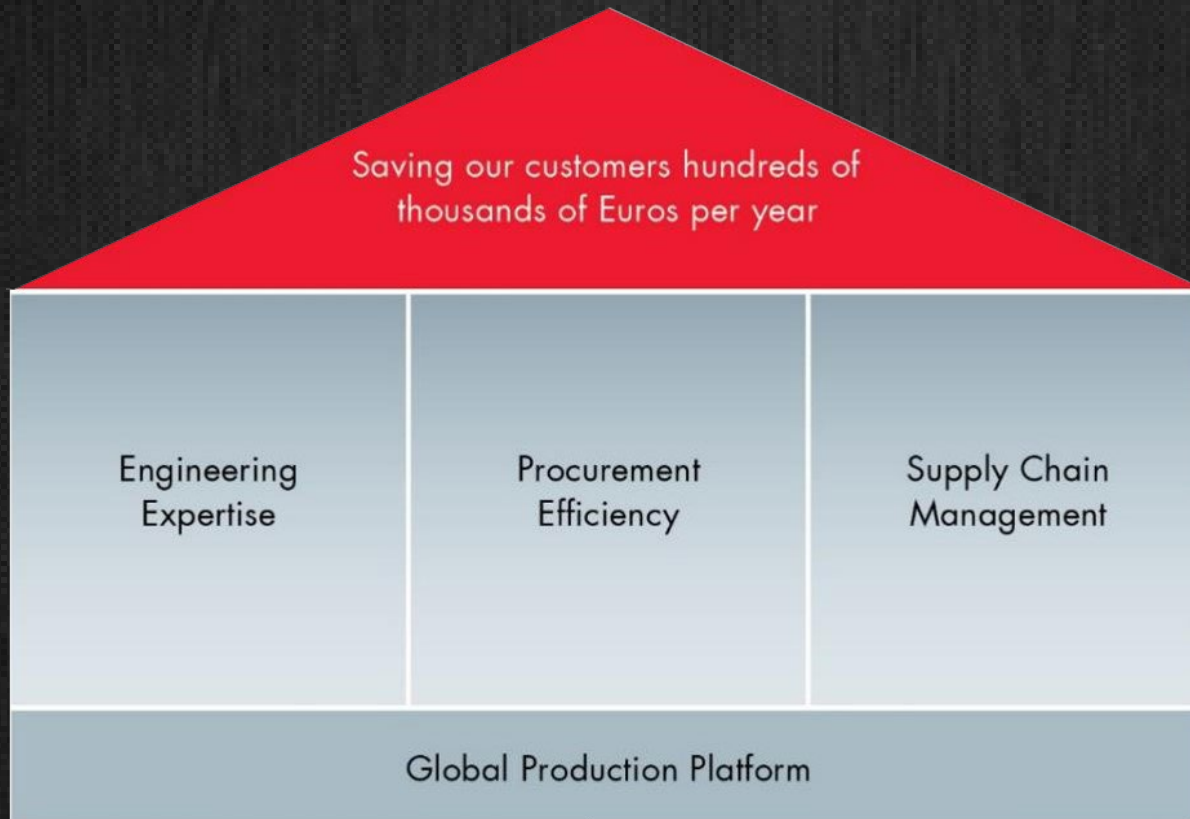 Saving our customers hundreds of
thousands of Euros per year
Engineering
Expertise
Procurement
Efficiency
Supply Chain
Management
Global Production Platform